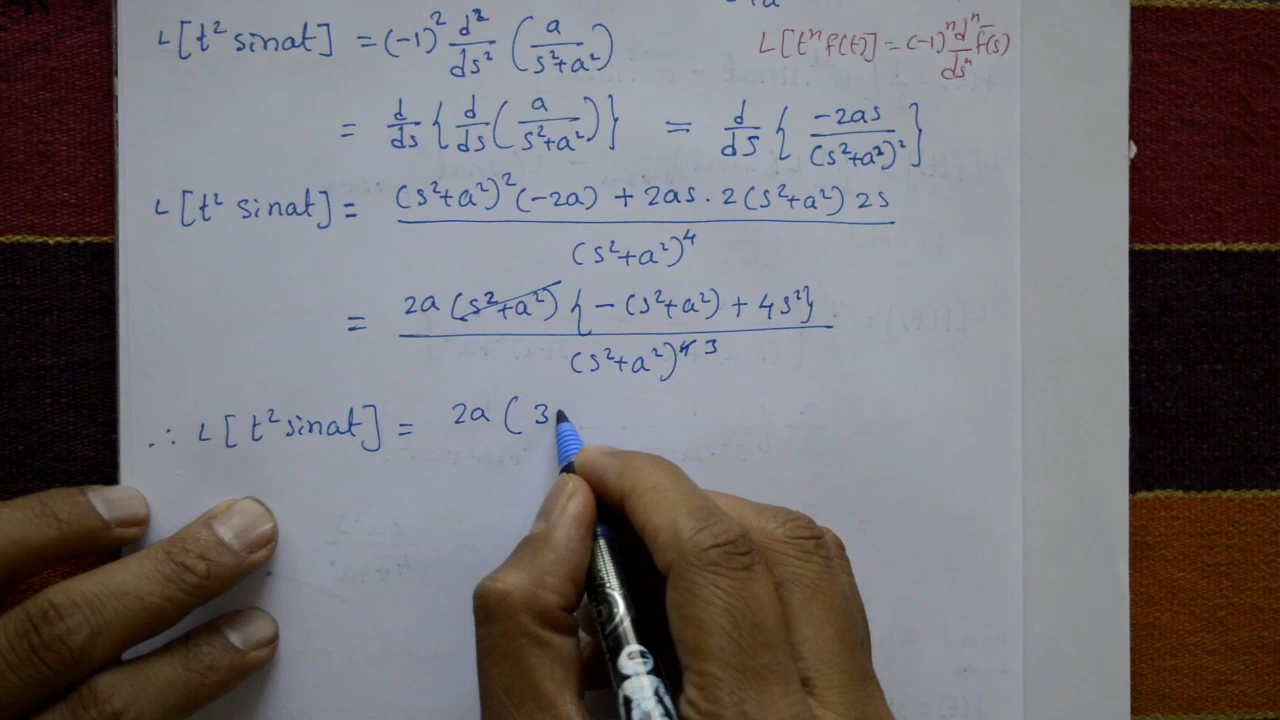 L[t² sinat] = (-1)² d²/ds² (a/(s²+a²))
L[tⁿ f(t)] = (-1)ⁿ dⁿ/dsⁿ f̄(s)
= d/ds {d/ds (a/(s²+a²))} = d/ds {-2as/(s²+a²)²}
L[t² sinat] = ((s²+a²)²(-2a) + 2as . 2(s²+a²) 2s)/(s²+a²)⁴
= 2a (s²+a²) {-(s²+a²) + 4s²}/(s²+a²)⁴ ³
∴ L[t² sinat] = 2a (3